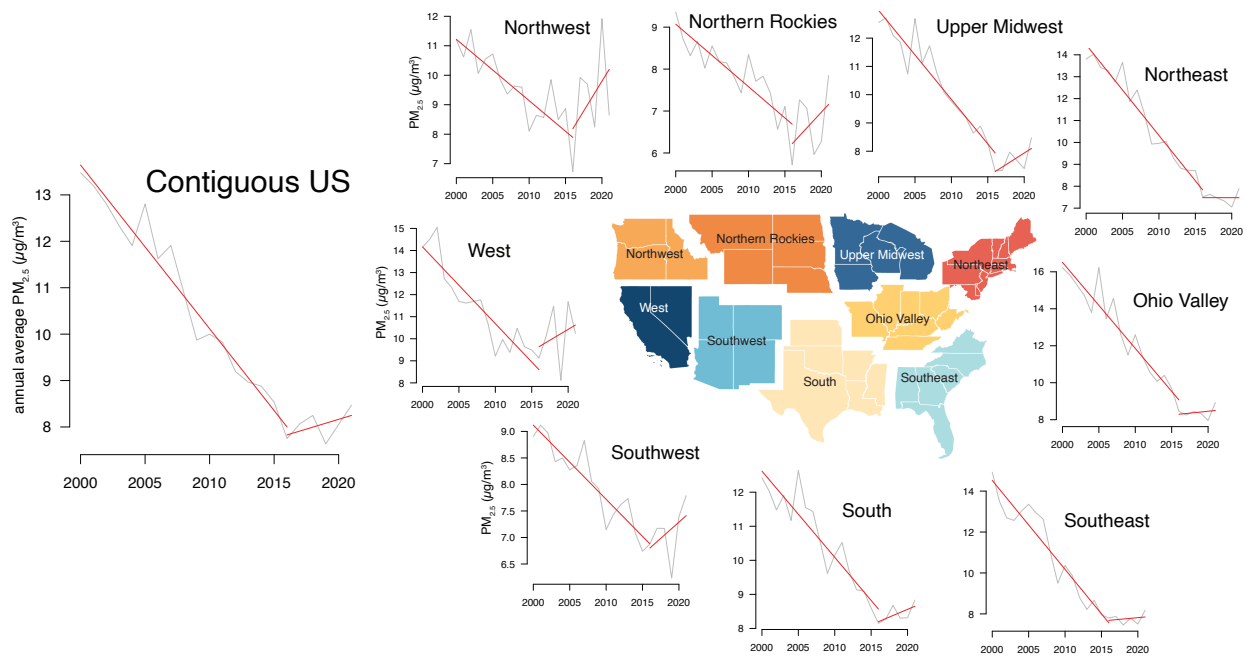 Contiguous US
annual average PM2.5 (µg/m³)
13
12
11
10
9
8
2000 2005 2010 2015 2020
Northwest
PM2.5 (µg/m³)
12
11
10
9
8
7
2000 2005 2010 2015 2020
Northern Rockies
9
8
7
6
2000 2005 2010 2015 2020
Upper Midwest
13
12
11
10
9
8
2000 2005 2010 2015 2020
Northeast
14
13
12
11
10
9
8
7
2000 2005 2010 2015 2020
West
PM2.5 (µg/m³)
15
14
13
12
11
10
9
8
2000 2005 2010 2015 2020
Northwest
Northern Rockies
Upper Midwest
Northeast
West
Southwest
Ohio Valley
South
Southeast
Ohio Valley
16
14
12
10
8
2000 2005 2010 2015 2020
Southwest
PM2.5 (µg/m³)
9.0
8.5
8.0
7.5
7.0
6.5
2000 2005 2010 2015 2020
South
12
11
10
9
8
2000 2005 2010 2015 2020
Southeast
14
12
10
8
2000 2005 2010 2015 2020